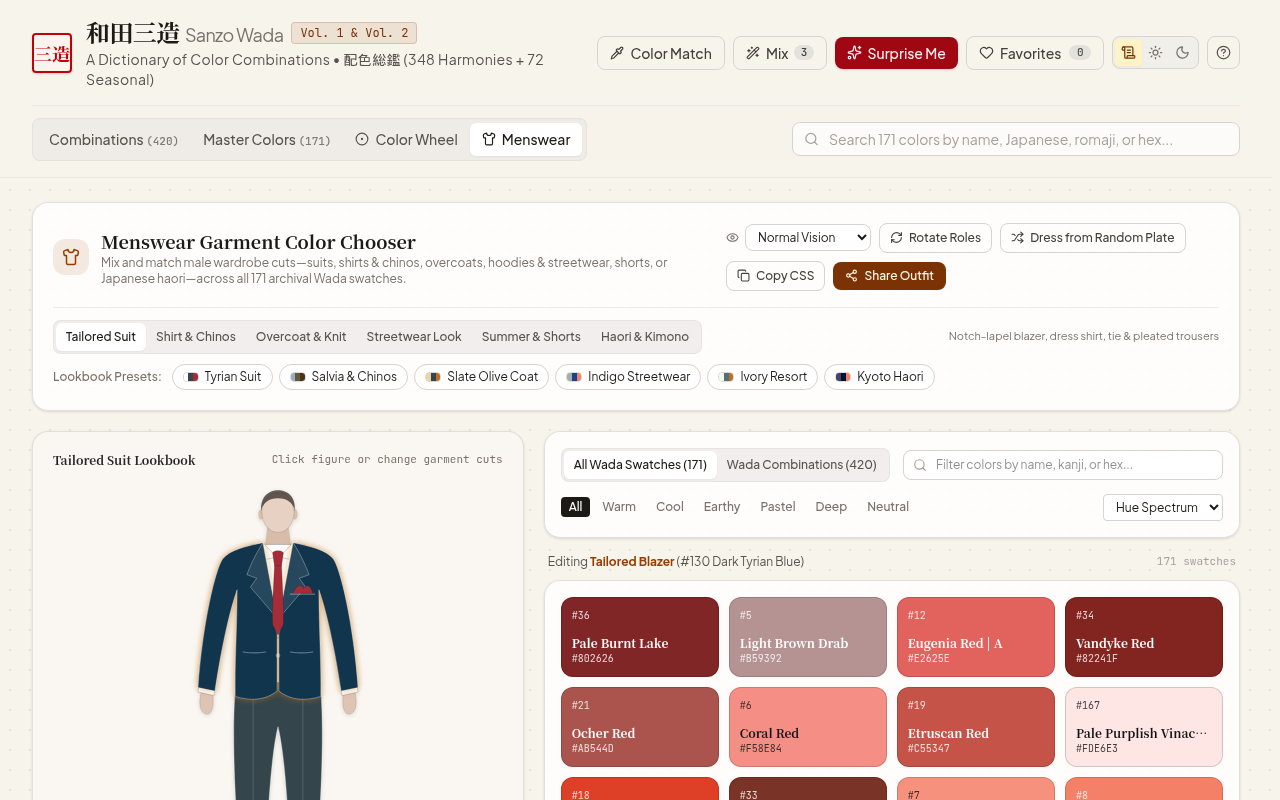 三造
和田三造 Sanzo Wada Vol. 1 & Vol. 2
A Dictionary of Color Combinations • 配色総鑑 (348 Harmonies + 72
Seasonal)
Color Match
Mix 3
Surprise Me
Favorites 0
Combinations (420)
Master Colors (171)
Color Wheel
Menswear
Search 171 colors by name, Japanese, romaji, or hex...
Menswear Garment Color Chooser
Mix and match male wardrobe cuts—suits, shirts & chinos, overcoats, hoodies & streetwear, shorts, or
Japanese haori—across all 171 archival Wada swatches.
Normal Vision
Rotate Roles
Dress from Random Plate
Copy CSS
Share Outfit
Tailored Suit
Shirt & Chinos
Overcoat & Knit
Streetwear Look
Summer & Shorts
Haori & Kimono
Notch-lapel blazer, dress shirt, tie & pleated trousers
Lookbook Presets:
Tyrian Suit
Salvia & Chinos
Slate Olive Coat
Indigo Streetwear
Ivory Resort
Kyoto Haori
Tailored Suit Lookbook
Click figure or change garment cuts
All Wada Swatches (171)
Wada Combinations (420)
Filter colors by name, kanji, or hex...
All
Warm
Cool
Earthy
Pastel
Deep
Neutral
Hue Spectrum
Editing Tailored Blazer (#130 Dark Tyrian Blue)
171 swatches
#36
Pale Burnt Lake
#802626
#5
Light Brown Drab
#B59392
#12
Eugenia Red | A
#E2625E
#34
Vandyke Red
#82241F
#21
Ocher Red
#AB544D
#6
Coral Red
#F58E84
#19
Etruscan Red
#C55347
#167
Pale Purplish Vinac…
#FDE6E3
#18
#33
#7
#8